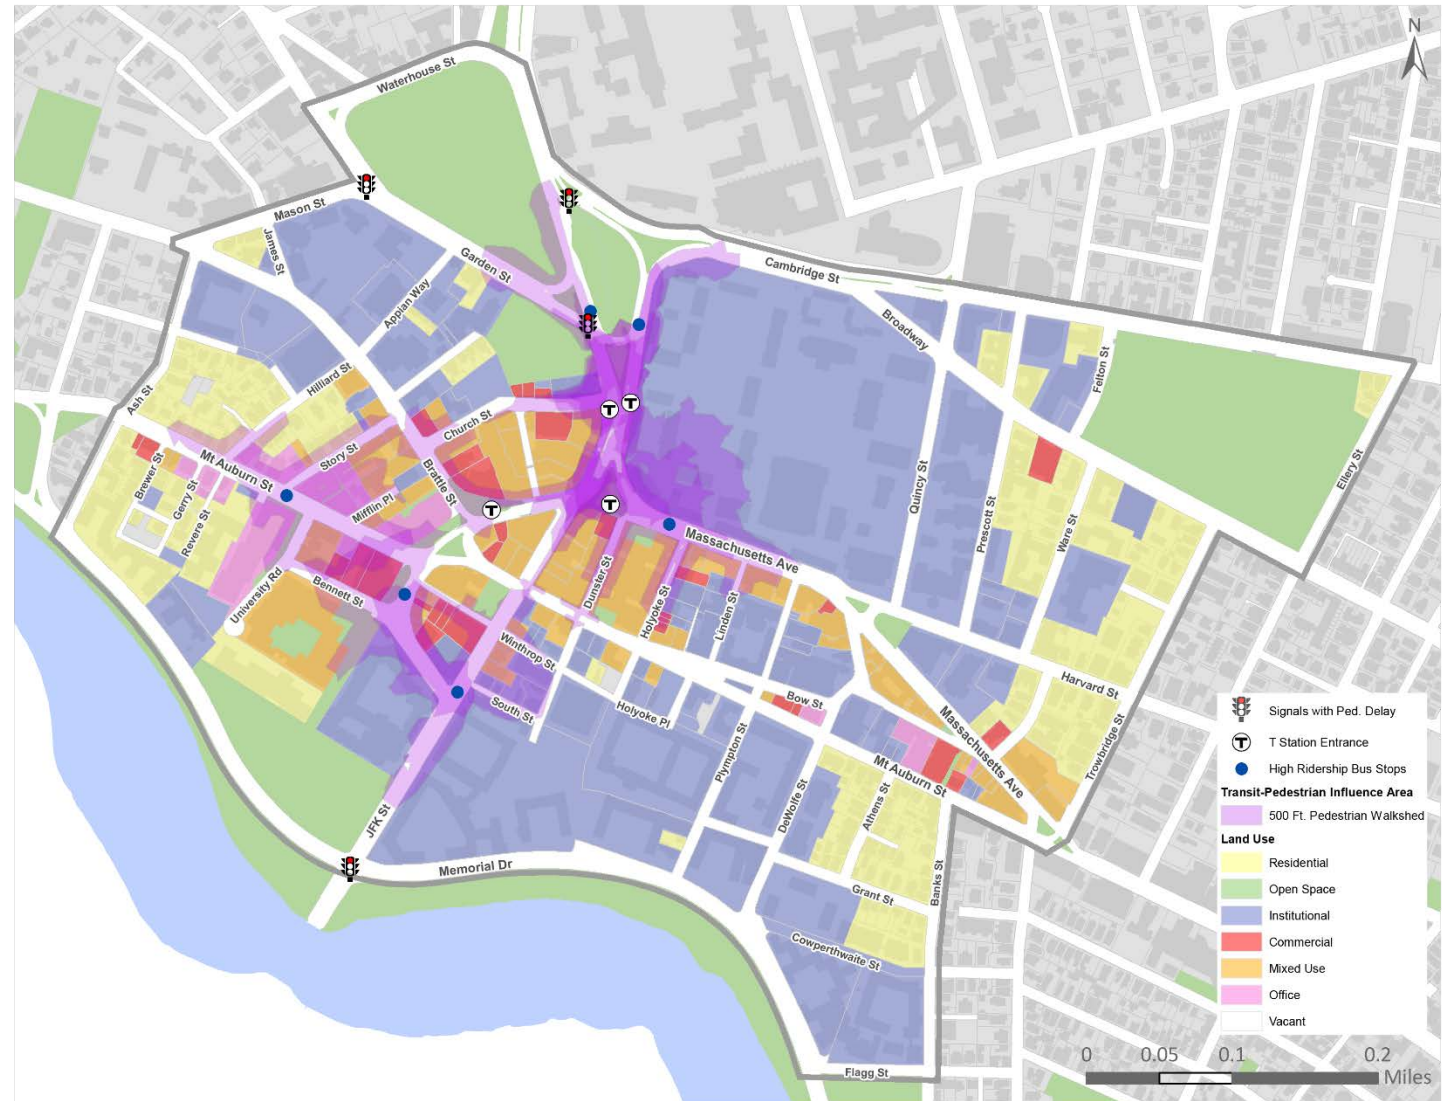 N
Waterhouse St
Mason St
James St
Garden St
Appian Way
Cambridge St
Broadway
Felton St
Hilliard St
Ash St
Church St
Story St
Brattle St
Mt Auburn St
Brewer St
Gerry St
Revere St
Mifflin Pl
Quincy St
Prescott St
Ware St
Ellery St
Massachusetts Ave
University Rd
Bennett St
Dunster St
Holyoke St
Linden St
Winthrop St
South St
Holyoke Pl
Bow St
Plympton St
Harvard St
Massachusetts Ave
Trowbridge St
Mt Auburn St
DeWolfe St
Athens St
JFK St
Memorial Dr
Banks St
Grant St
Cowperthwaite St
Flagg St
T
T
T
T
Signals with Ped. Delay
T
T Station Entrance
High Ridership Bus Stops
Transit-Pedestrian Influence Area
500 Ft. Pedestrian Walkshed
Land Use
Residential
Open Space
Institutional
Commercial
Mixed Use
Office
Vacant
0 0.05 0.1 0.2
Miles